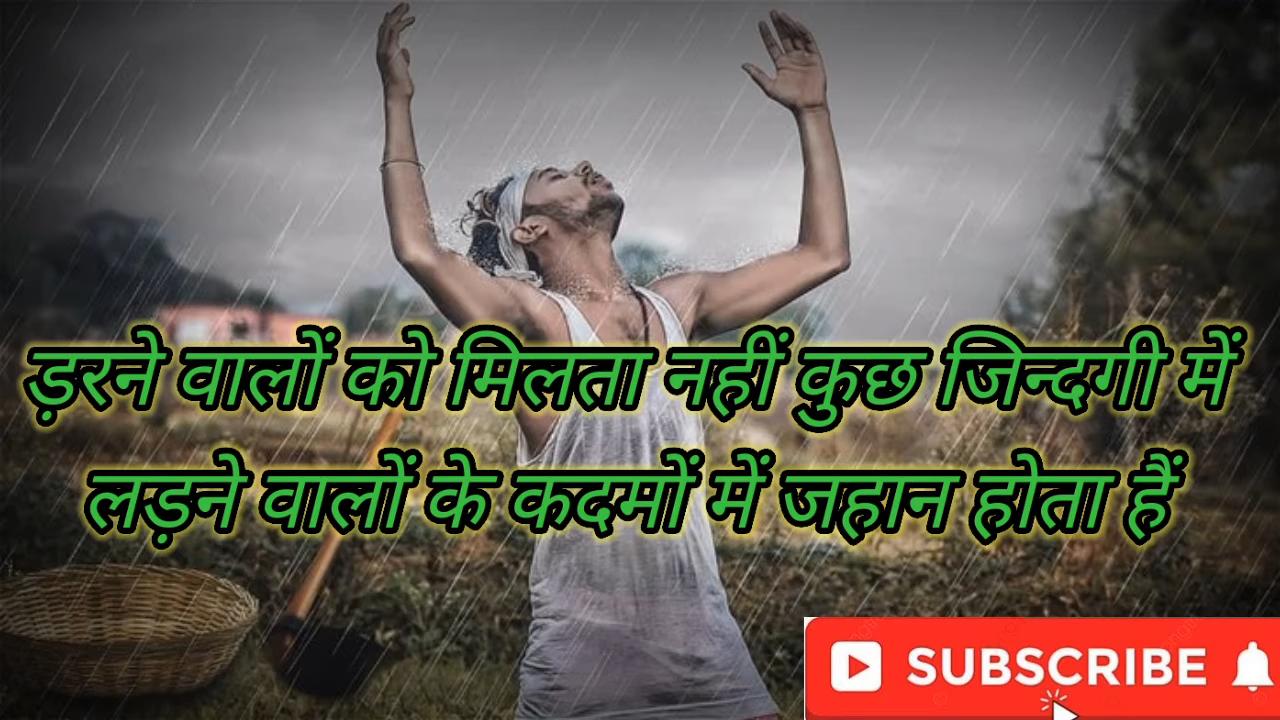 ड़रने वालों को मिलता नहीं कुछ जिन्दगी में
लड़ने वालों के कदमों में जहान होता हैं
SUBSCRIBE